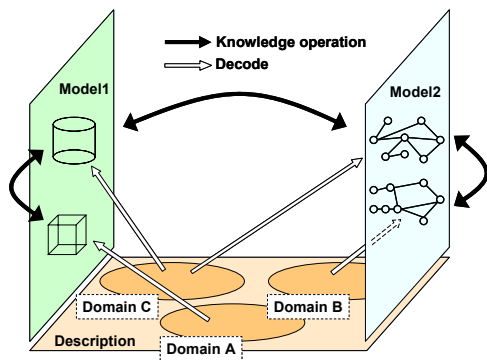 Knowledge operation
Decode
Model1
Model2
Domain C
Domain B
Description
Domain A